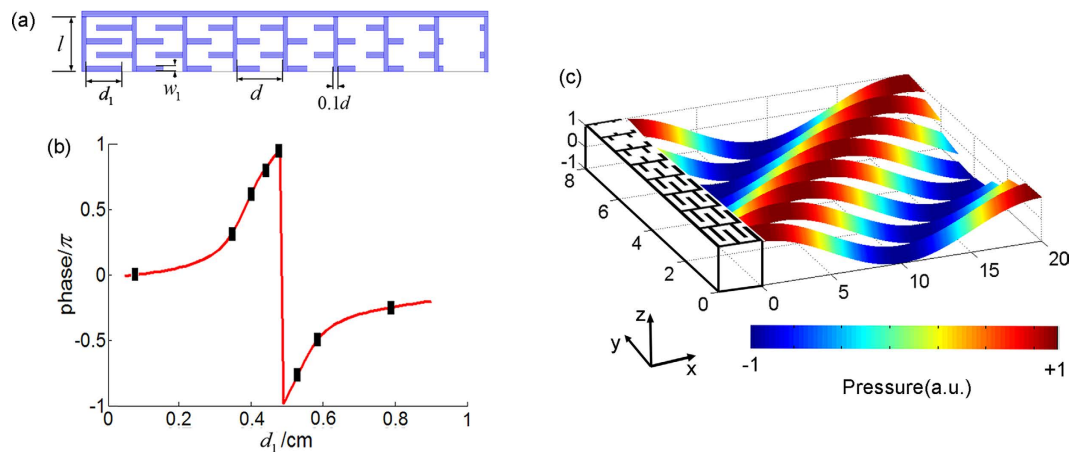 (a)
l
d₁
w₁
d
0.1d
(b)
phase/π
1
0.5
0
-0.5
-1
0
0.2
0.4
0.6
0.8
1
d₁/cm
(c)
1
0
-1
8
6
4
2
0
0
5
10
15
20
z
y
x
-1
+1
Pressure(a.u.)